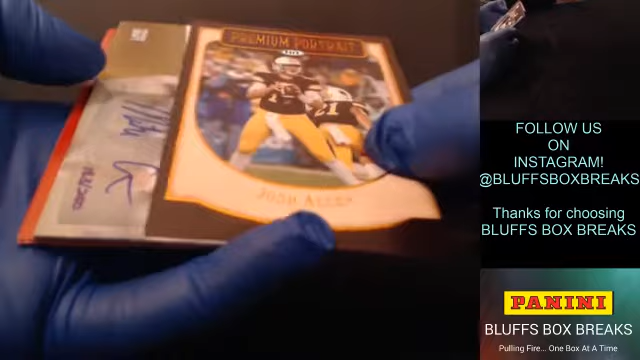 PREMIUM PORTRAIT
JOSH ALLEN
FOLLOW US
ON
INSTAGRAM!
@BLUFFSBOXBREAKS
Thanks for choosing
BLUFFS BOX BREAKS
PANINI
BLUFFS BOX BREAKS
Pulling Fire... One Box At A Time